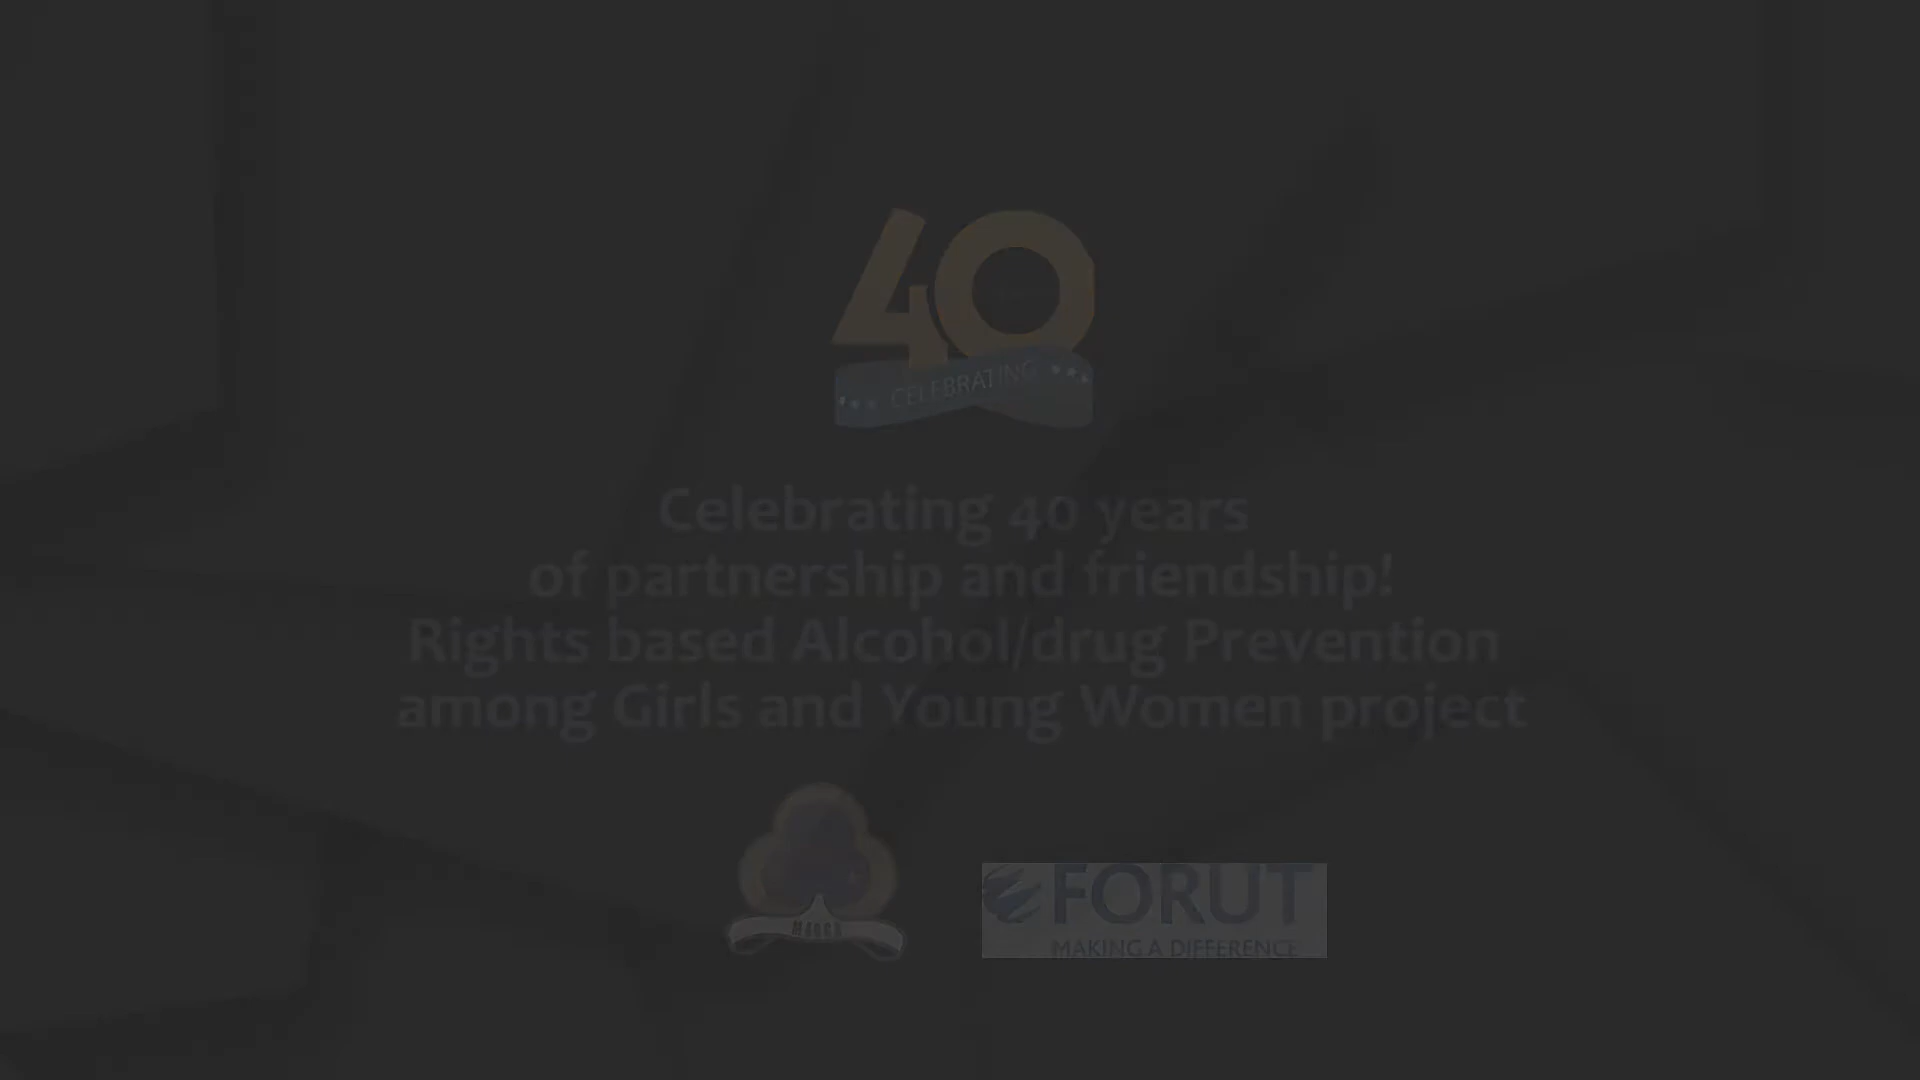 40
CELEBRATING
Celebrating 40 years
of partnership and friendship!
Rights based Alcohol/drug Prevention
among Girls and Young Women project
FORUT
MAKING A DIFFERENCE